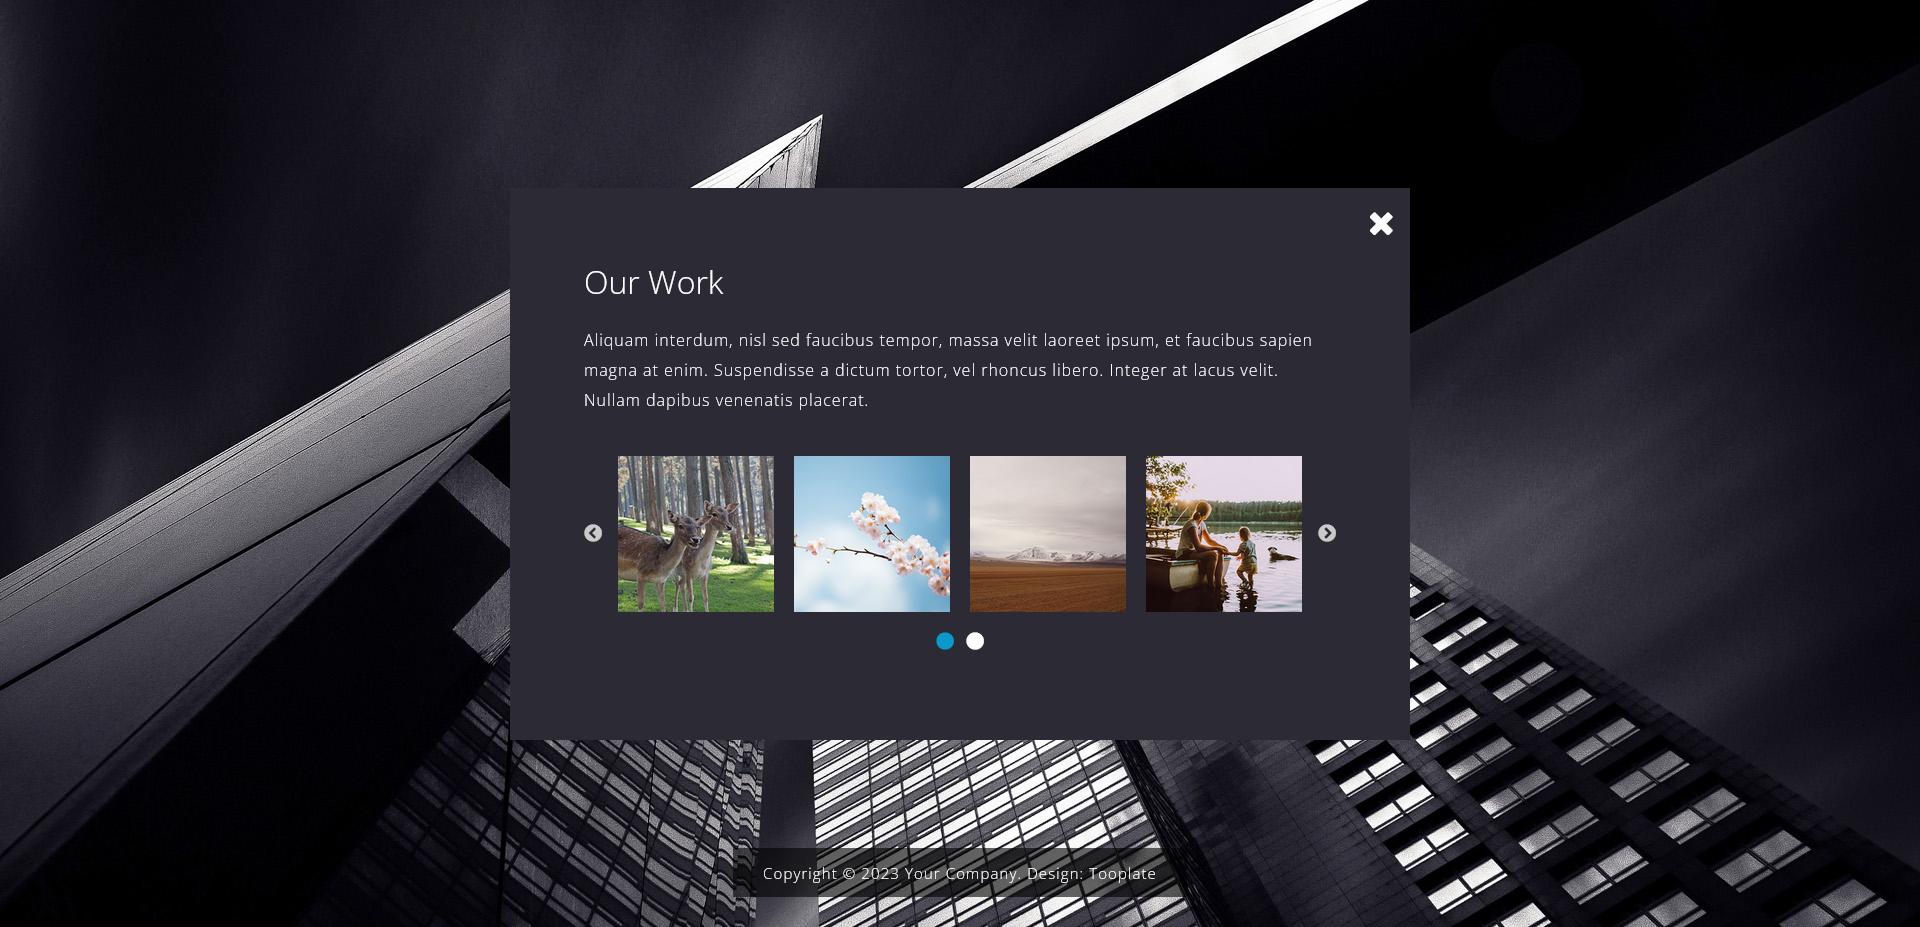 Our Work
Aliquam interdum, nisl sed faucibus tempor, massa velit laoreet ipsum, et faucibus sapien
magna at enim. Suspendisse a dictum tortor, vel rhoncus libero. Integer at lacus velit.
Nullam dapibus venenatis placerat.
Copyright © 2023 Your Company. Design: Tooplate